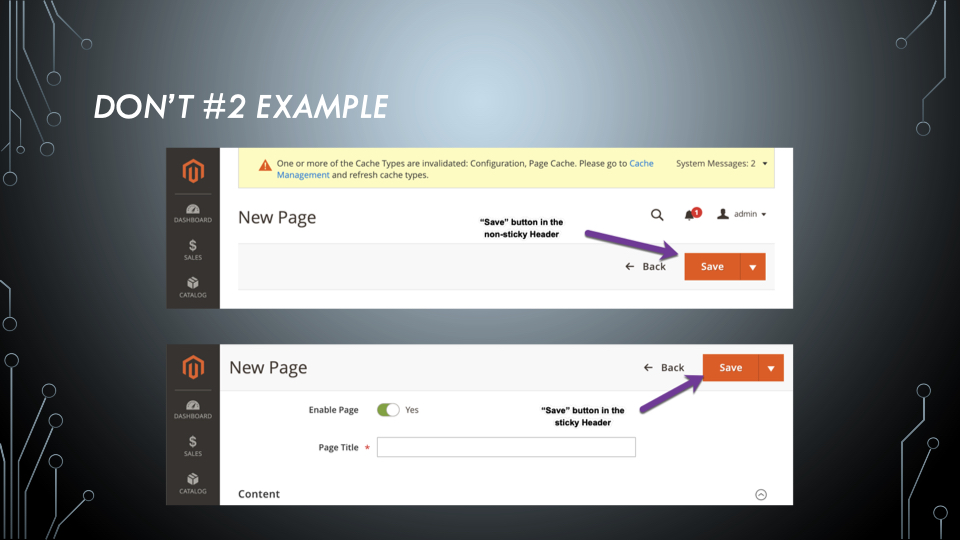 DON'T #2 EXAMPLE
One or more of the Cache Types are invalidated: Configuration, Page Cache. Please go to Cache
Management and refresh cache types.
System Messages: 2
DASHBOARD
SALES
CATALOG
New Page
"Save" button in the
non-sticky Header
1
admin
Back
Save
New Page
Back
Save
DASHBOARD
SALES
CATALOG
Enable Page
Yes
"Save" button in the
sticky Header
Page Title *
Content